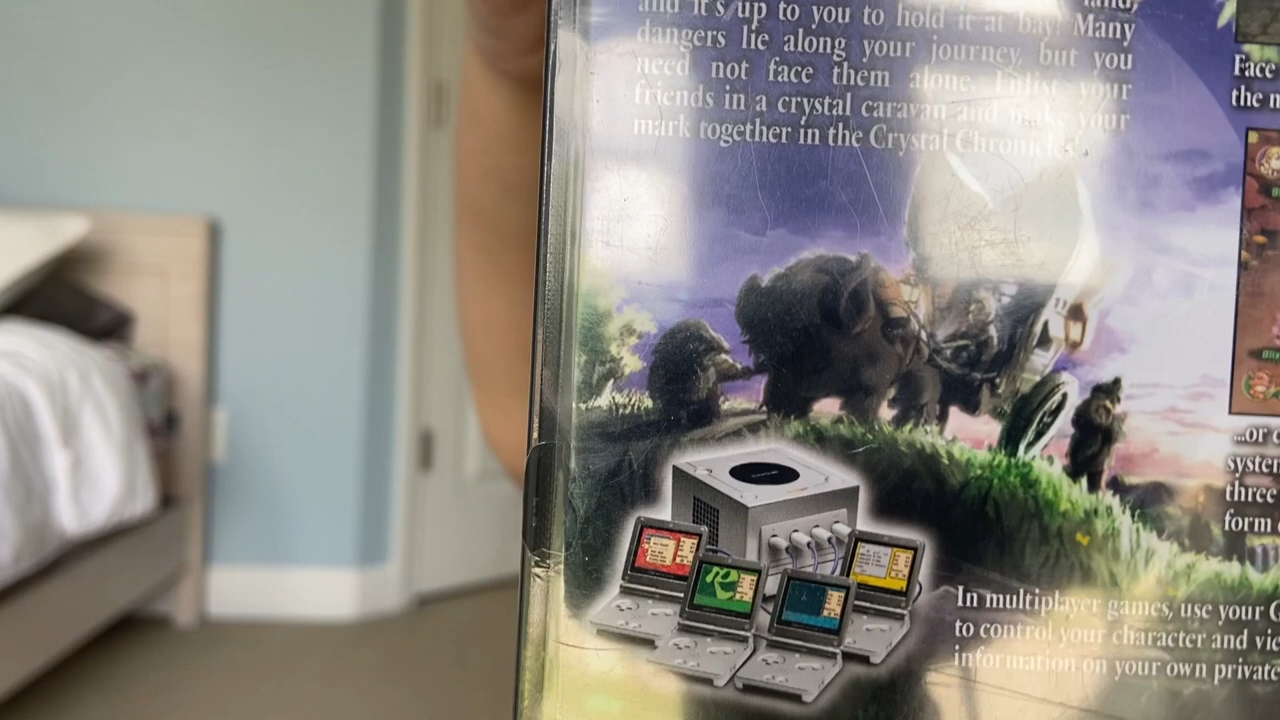 and it's up to you to hold it at bay! Many
dangers lie along your journey, but you
need not face them alone. Enlist your
friends in a crystal caravan and make your
mark together in the Crystal Chronicles!
Face
the m
...or c
system
three
form
In multiplayer games, use your G
to control your character and vie
information on your own private